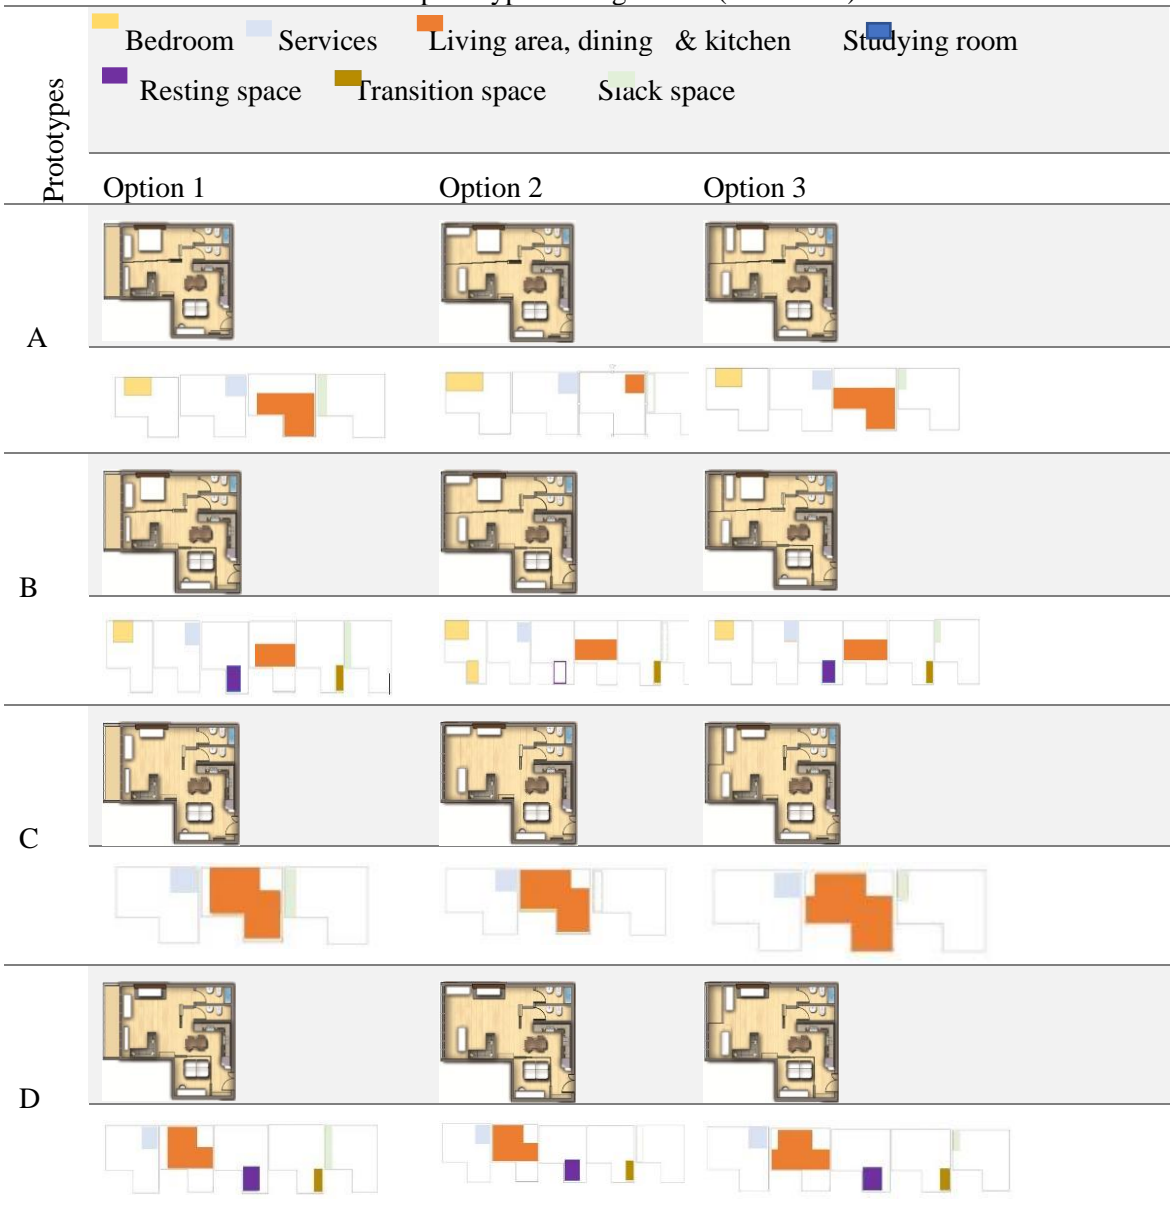 Bedroom Services Living area, dining & kitchen Studying room
Resting space Transition space Slack space
Prototypes
Option 1 Option 2 Option 3
A
B
C
D